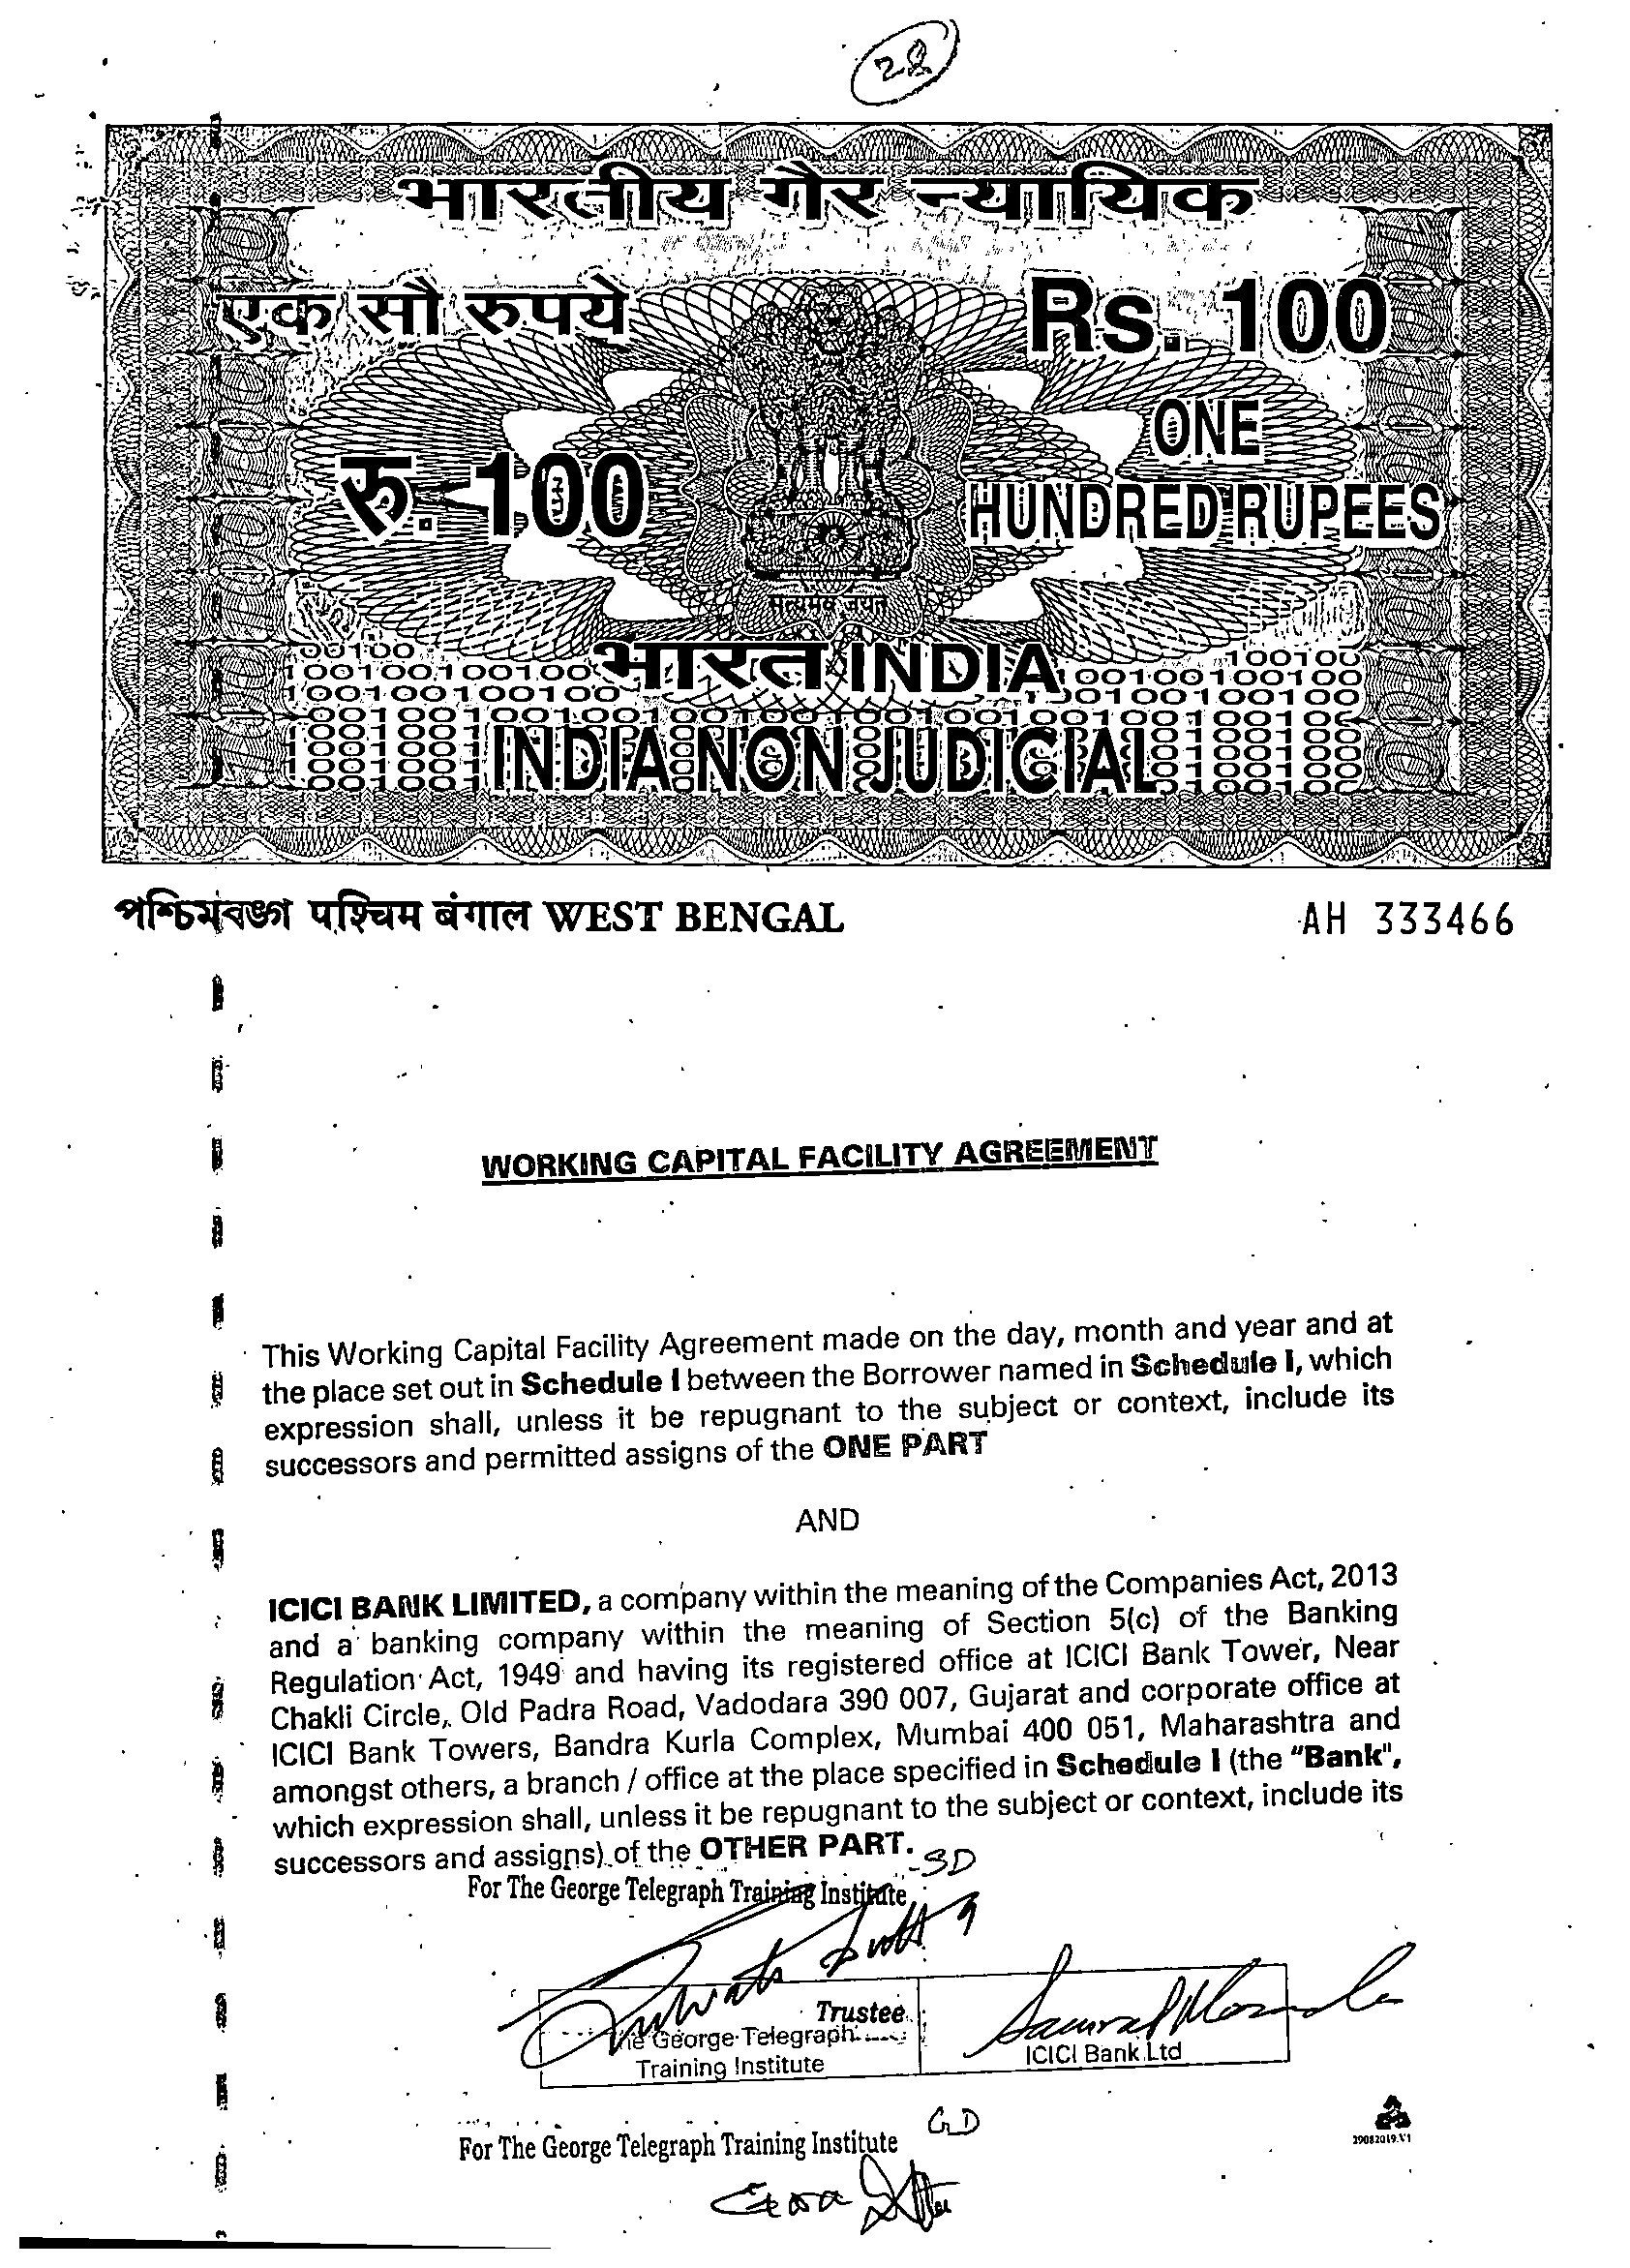 28
भारतीय गैर न्यायिक
एक सौ रुपये
Rs. 100
ONE
रु. 100
HUNDRED RUPEES
सत्यमेव जयते
भारत INDIA
INDIA NON JUDICIAL
পশ্চিমবঙ্গ पश्चिम बंगाल WEST BENGAL
AH 333466
WORKING CAPITAL FACILITY AGREEMENT
This Working Capital Facility Agreement made on the day, month and year and at
the place set out in Schedule I between the Borrower named in Schedule I, which
expression shall, unless it be repugnant to the subject or context, include its
successors and permitted assigns of the ONE PART
AND
ICICI BANK LIMITED, a company within the meaning of the Companies Act, 2013
and a banking company within the meaning of Section 5(c) of the Banking
Regulation Act, 1949 and having its registered office at ICICI Bank Tower, Near
Chakli Circle, Old Padra Road, Vadodara 390 007, Gujarat and corporate office at
ICICI Bank Towers, Bandra Kurla Complex, Mumbai 400 051, Maharashtra and
amongst others, a branch / office at the place specified in Schedule I (the "Bank",
which expression shall, unless it be repugnant to the subject or context, include its
successors and assigns) of the OTHER PART.
SD
For The George Telegraph Training Institute
Trustee
The George Telegraph
Training Institute
ICICI Bank Ltd
GD
For The George Telegraph Training Institute
29082019.V1